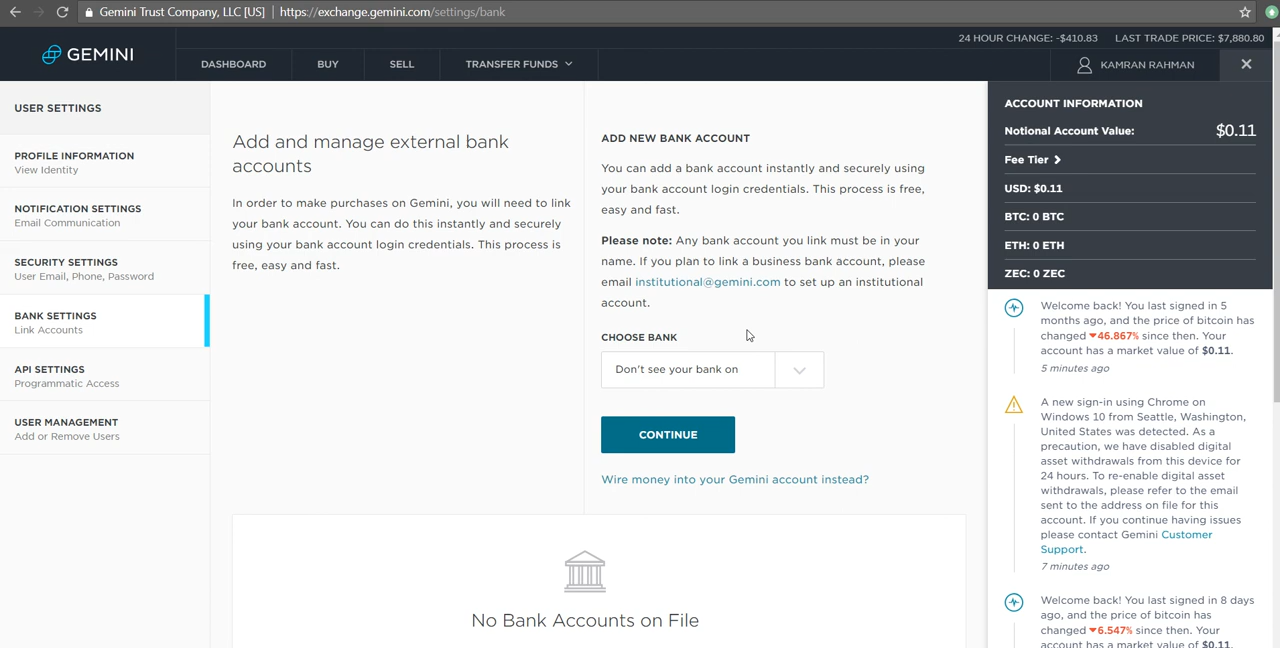 Gemini Trust Company, LLC [US] | https://exchange.gemini.com/settings/bank
24 HOUR CHANGE: -$410.83 LAST TRADE PRICE: $7,880.80
GEMINI
DASHBOARD BUY SELL TRANSFER FUNDS
KAMRAN RAHMAN
USER SETTINGS
PROFILE INFORMATION
View Identity
NOTIFICATION SETTINGS
Email Communication
SECURITY SETTINGS
User Email, Phone, Password
BANK SETTINGS
Link Accounts
API SETTINGS
Programmatic Access
USER MANAGEMENT
Add or Remove Users
Add and manage external bank
accounts
In order to make purchases on Gemini, you will need to link
your bank account. You can do this instantly and securely
using your bank account login credentials. This process is
free, easy and fast.
ADD NEW BANK ACCOUNT
You can add a bank account instantly and securely using
your bank account login credentials. This process is free,
easy and fast.
Please note: Any bank account you link must be in your
name. If you plan to link a business bank account, please
email institutional@gemini.com to set up an institutional
account.
CHOOSE BANK
Don't see your bank on
CONTINUE
Wire money into your Gemini account instead?
No Bank Accounts on File
ACCOUNT INFORMATION
Notional Account Value: $0.11
Fee Tier
USD: $0.11
BTC: 0 BTC
ETH: 0 ETH
ZEC: 0 ZEC
Welcome back! You last signed in 5
months ago, and the price of bitcoin has
changed ▾46.867% since then. Your
account has a market value of $0.11.
5 minutes ago
A new sign-in using Chrome on
Windows 10 from Seattle, Washington,
United States was detected. As a
precaution, we have disabled digital
asset withdrawals from this device for
24 hours. To re-enable digital asset
withdrawals, please refer to the email
sent to the address on file for this
account. If you continue having issues
please contact Gemini Customer
Support.
7 minutes ago
Welcome back! You last signed in 8 days
ago, and the price of bitcoin has
changed ▾6.547% since then. Your
account has a market value of $0.11.